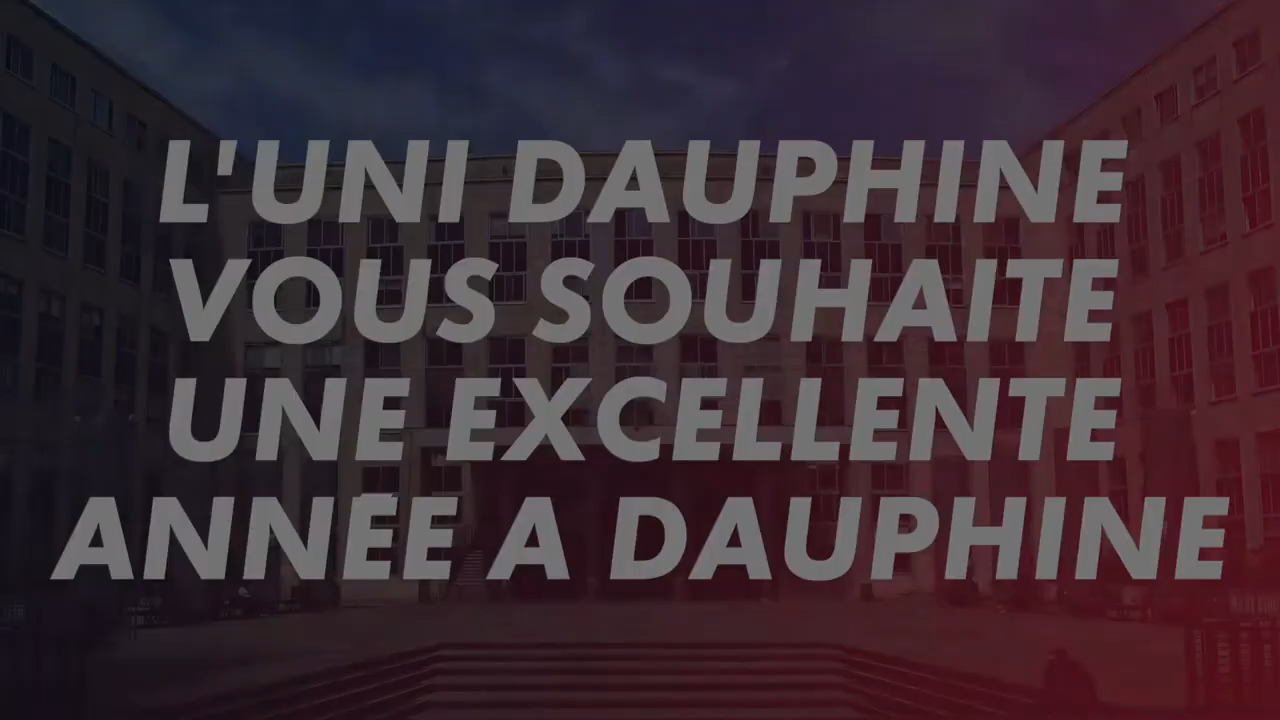 L'UNI DAUPHINE
VOUS SOUHAITE
UNE EXCELLENTE
ANNÉE A DAUPHINE